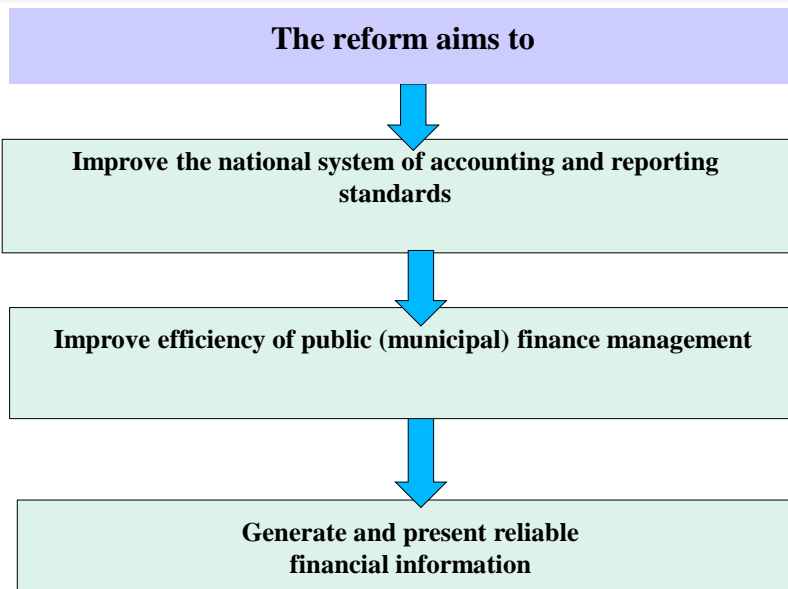 The reform aims to
Improve the national system of accounting and reporting
standards
Improve efficiency of public (municipal) finance management
Generate and present reliable
financial information